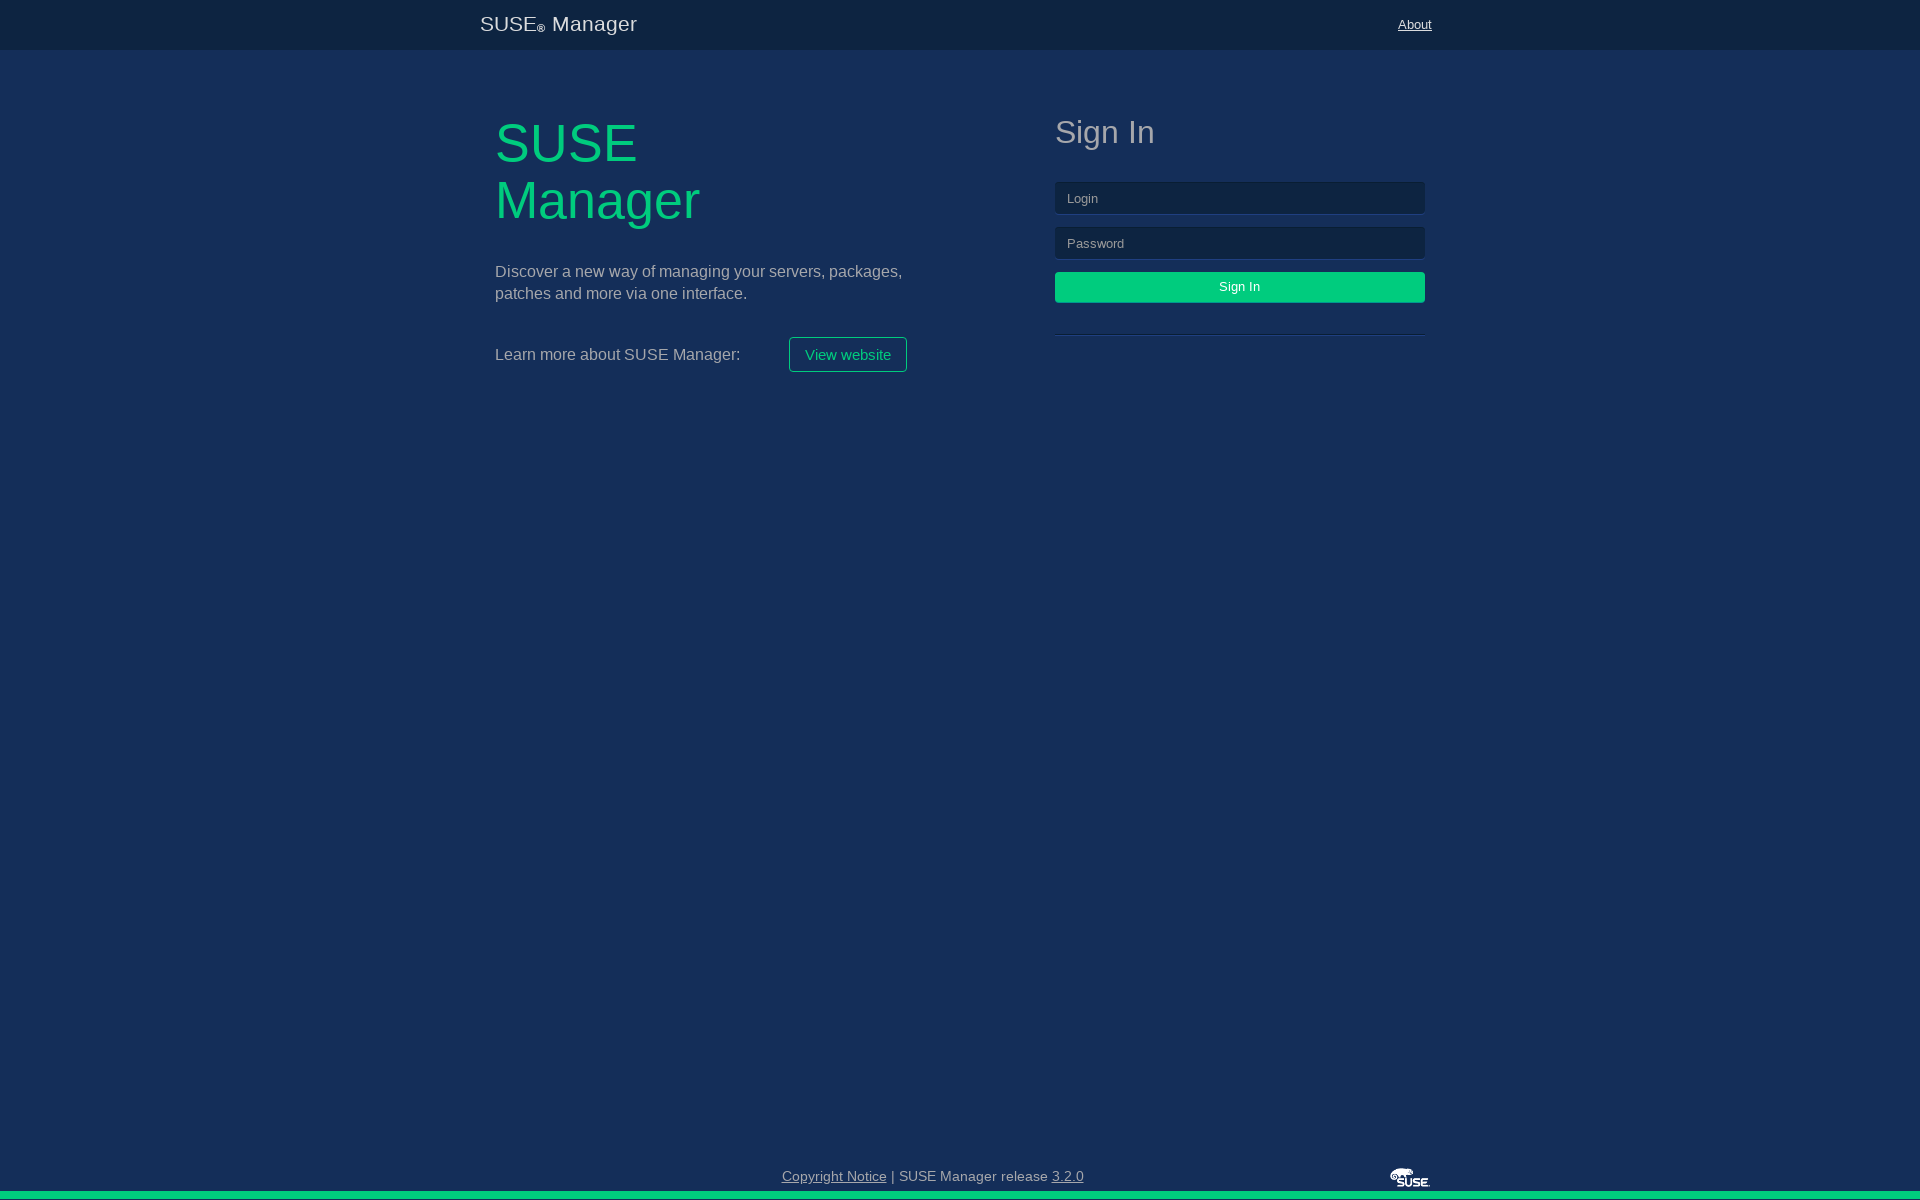 SUSE® Manager
About
SUSE
Manager
Discover a new way of managing your servers, packages,
patches and more via one interface.
Learn more about SUSE Manager:
View website
Sign In
Login
Password
Sign In
Copyright Notice | SUSE Manager release 3.2.0
SUSE